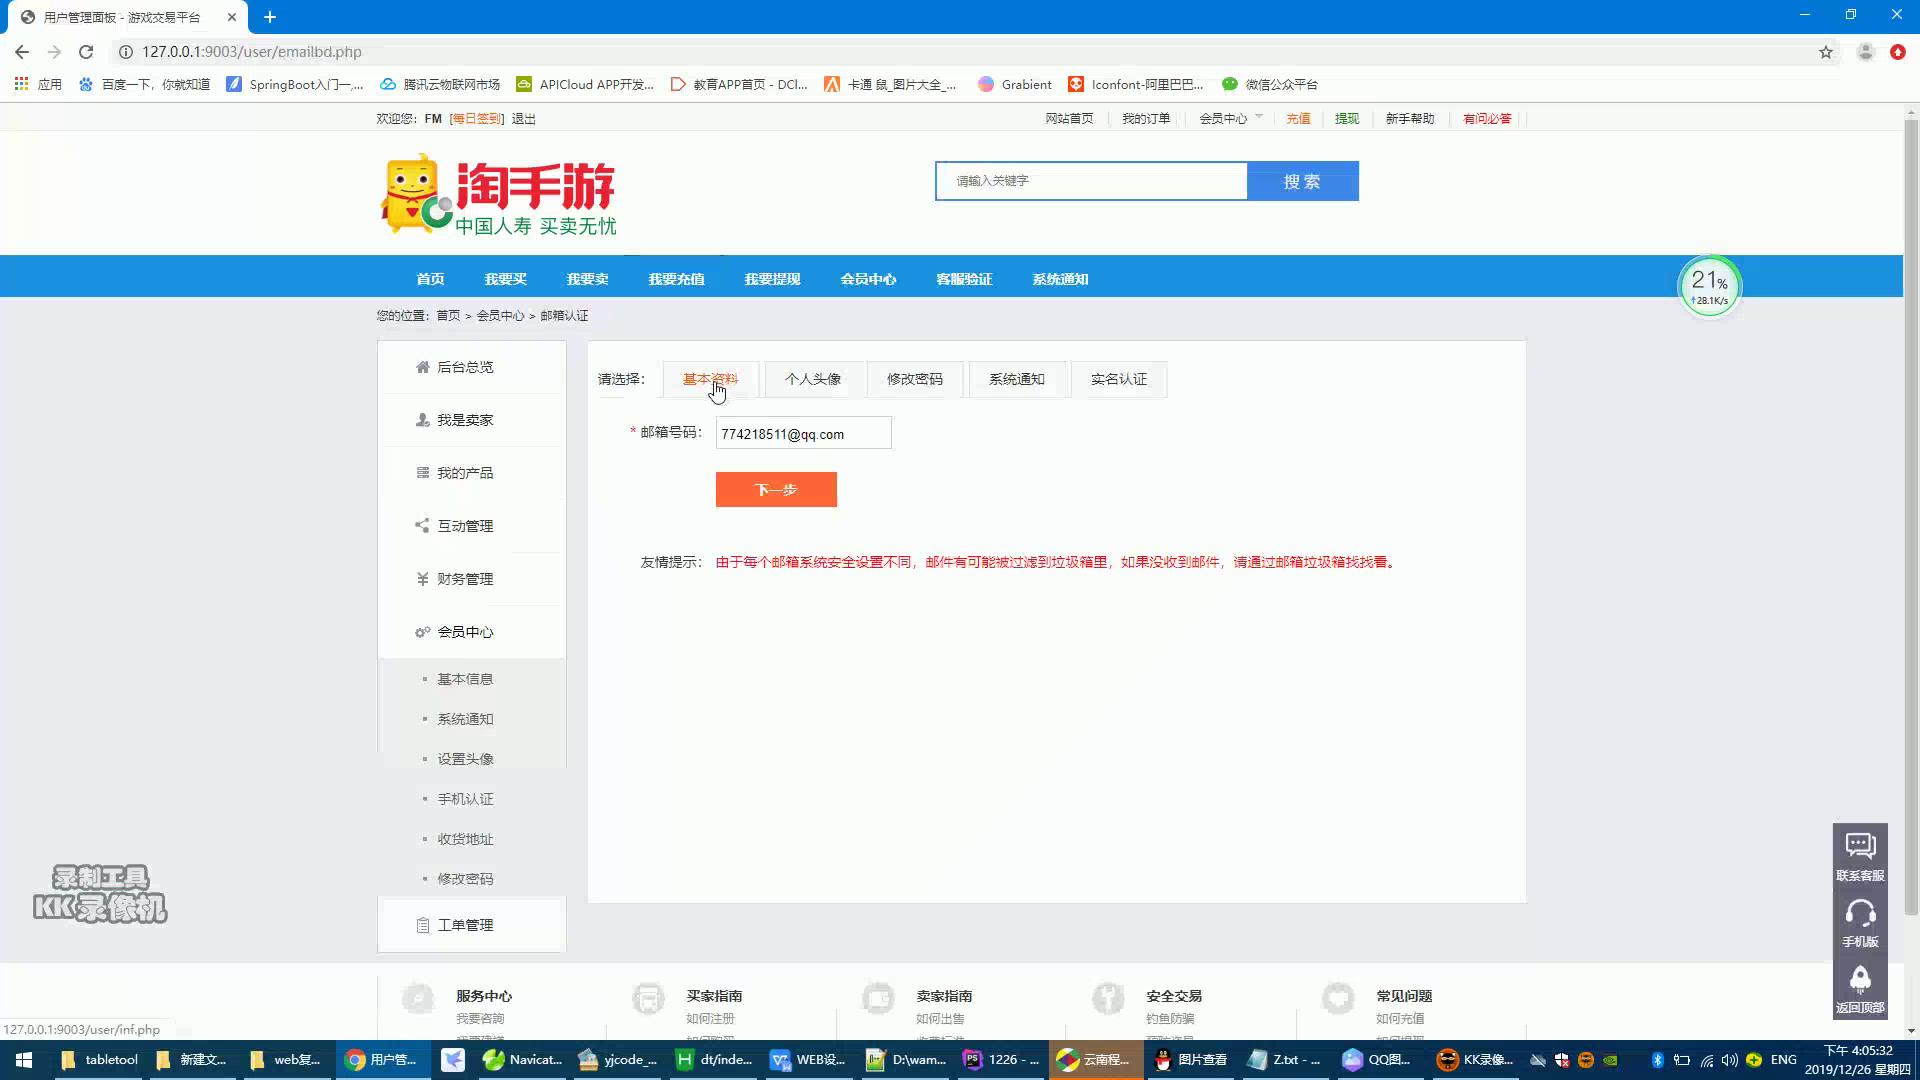 用户管理面板 - 游戏交易平台
127.0.0.1:9003/user/emailbd.php
应用
百度一下，你就知道
SpringBoot入门一,...
腾讯云物联网市场
APICloud APP开发...
教育APP首页 - DCl...
卡通 鼠_图片大全_...
Grabient
Iconfont-阿里巴巴...
微信公众平台
欢迎您：FM [每日签到] 退出
网站首页
我的订单
会员中心
充值
提现
新手帮助
有问必答
淘手游
中国人寿 买卖无忧
请输入关键字
搜 索
首页
我要买
我要卖
我要充值
我要提现
会员中心
客服验证
系统通知
21%
↑28.1K/s
您的位置：首页 > 会员中心 > 邮箱认证
后台总览
我是卖家
我的产品
互动管理
财务管理
会员中心
基本信息
系统通知
设置头像
手机认证
收货地址
修改密码
工单管理
请选择：
基本资料
个人头像
修改密码
系统通知
实名认证
* 邮箱号码：
774218511@qq.com
下一步
友情提示：
由于每个邮箱系统安全设置不同，邮件有可能被过滤到垃圾箱里，如果没收到邮件，请通过邮箱垃圾箱找找看。
联系客服
手机版
返回顶部
录制工具
KK录像机
服务中心
我要咨询
买家指南
如何注册
卖家指南
如何出售
安全交易
钓鱼防骗
常见问题
如何充值
127.0.0.1:9003/user/inf.php
tabletool
新建文...
web复...
用户管...
Navicat...
yjcode_...
dt/inde...
WEB设...
D:\wam...
1226 - ...
云南程...
图片查看
Z.txt - ...
QQ图...
KK录像...
ENG
下午 4:05:32
2019/12/26 星期四